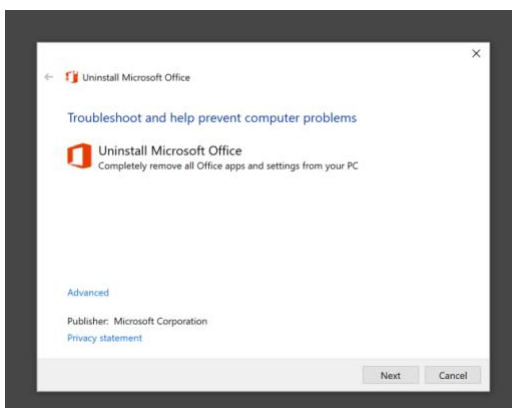 Uninstall Microsoft Office
Troubleshoot and help prevent computer problems
Uninstall Microsoft Office
Completely remove all Office apps and settings from your PC
Advanced
Publisher: Microsoft Corporation
Privacy statement
Next Cancel